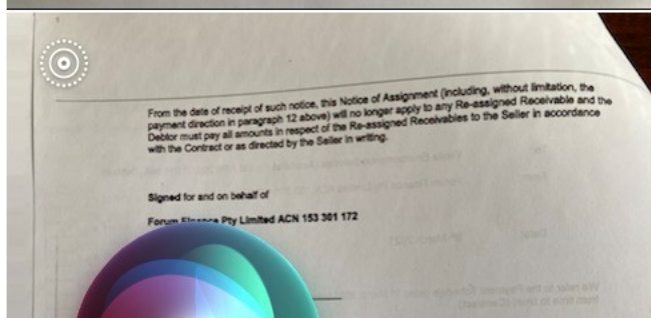 From the date of receipt of such notice, this Notice of Assignment (including, without limitation, the
payment direction in paragraph 12 above) will no longer apply to any Re-assigned Receivable and the
Debtor must pay all amounts in respect of the Re-assigned Receivables to the Seller in accordance
with the Contract or as directed by the Seller in writing.
Signed for and on behalf of
Forum Finance Pty Limited ACN 153 301 172